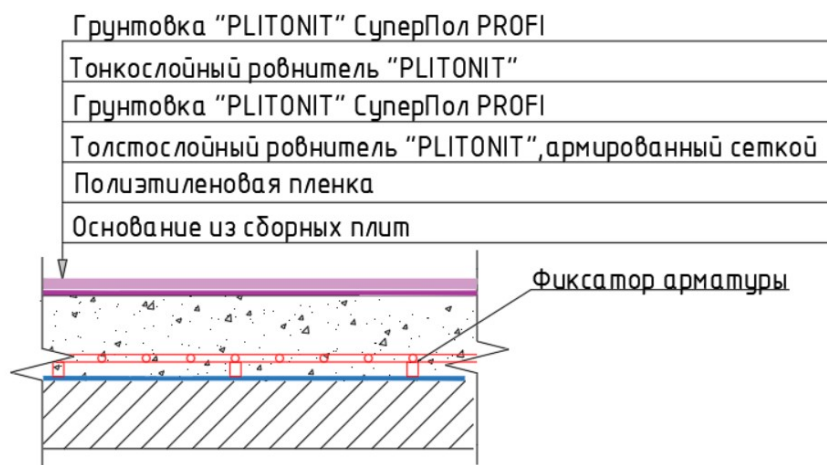 Грунтовка "PLITONIT" СуперПол PROFI
Тонкослойный ровнитель "PLITONIT"
Грунтовка "PLITONIT" СуперПол PROFI
Толстослойный ровнитель "PLITONIT",армированный сеткой
Полиэтиленовая пленка
Основание из сборных плит
Фиксатор арматуры